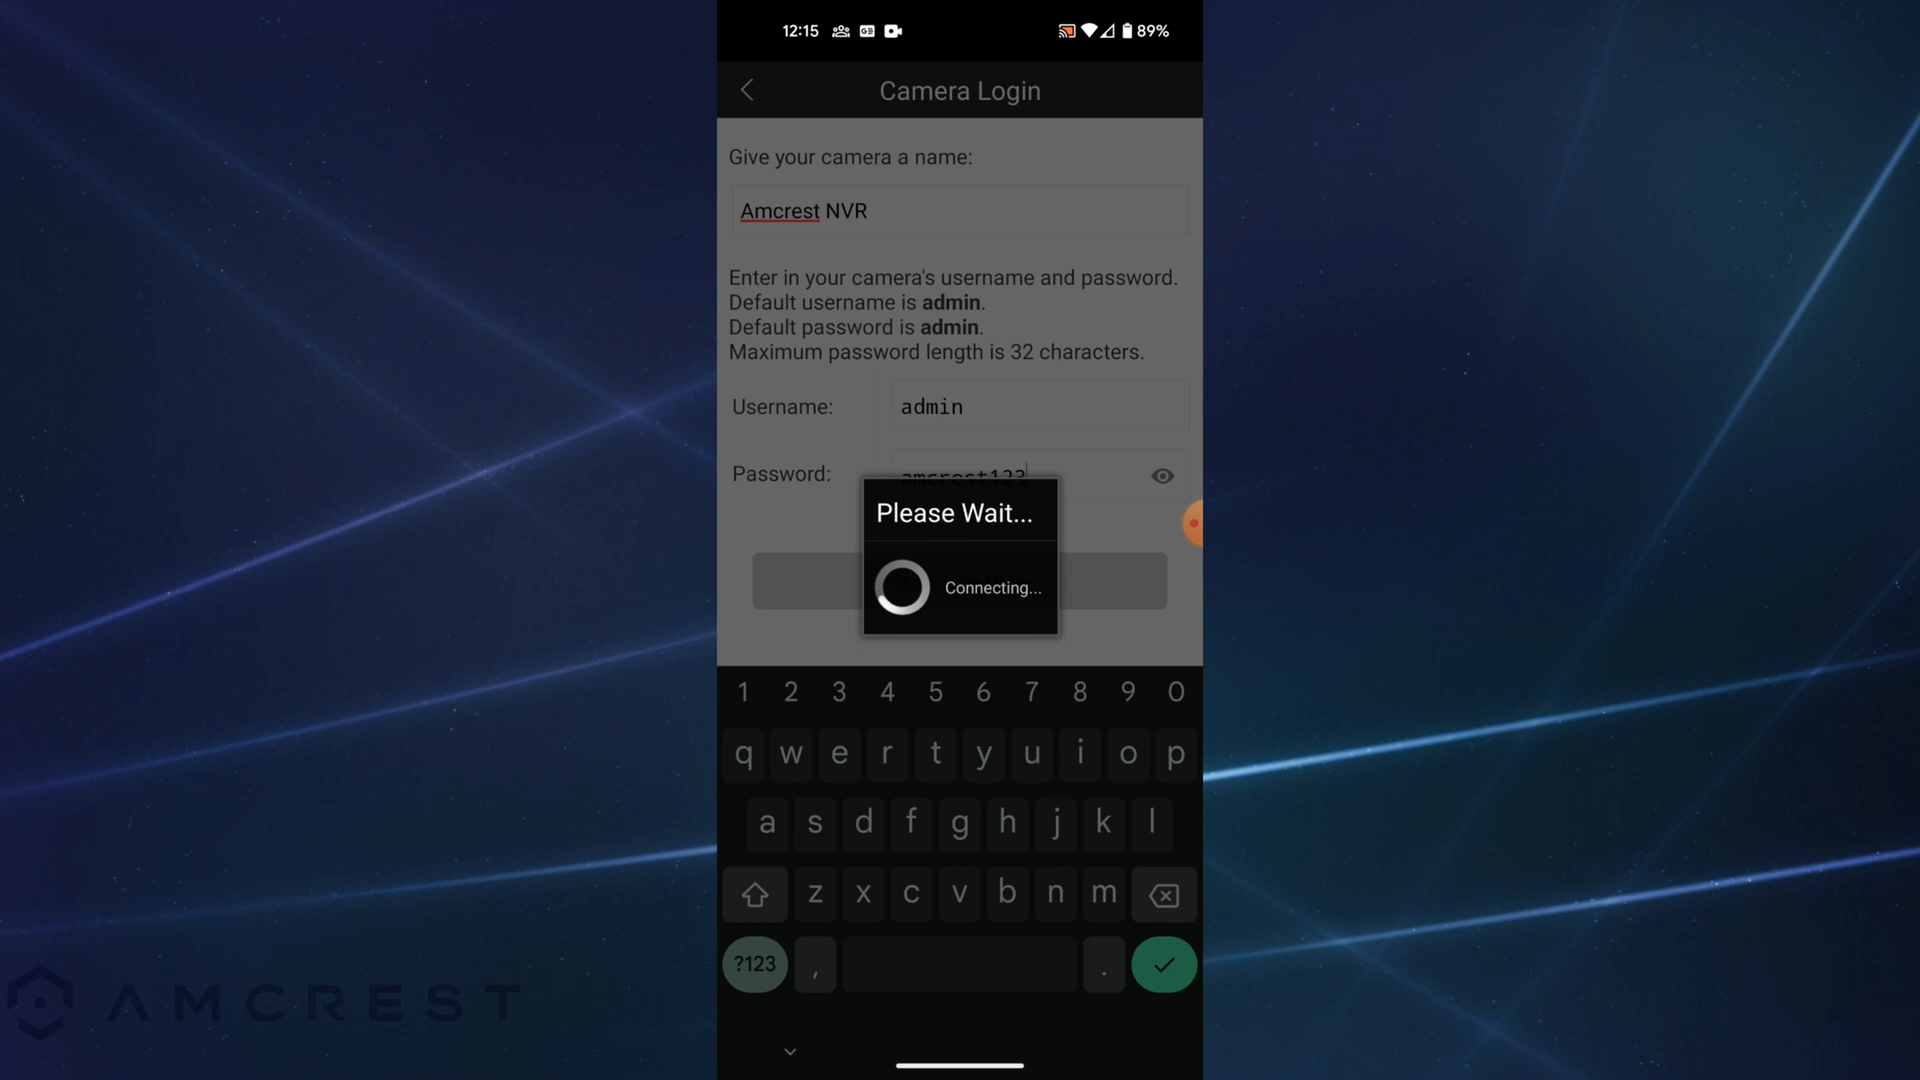 12:15 GE 89%
Camera Login
Give your camera a name:
Amcrest NVR
Enter in your camera's username and password.
Default username is admin.
Default password is admin.
Maximum password length is 32 characters.
Username: admin
Password: amcrest123
Please Wait...
Connecting...
1 2 3 4 5 6 7 8 9 0
q w e r t y u i o p
a s d f g h j k l
z x c v b n m
?123 , .
AMCREST